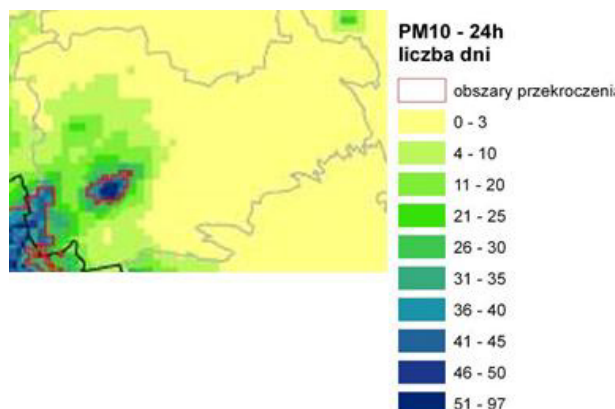 PM10 - 24h
liczba dni
obszary przekroczenia
0 - 3
4 - 10
11 - 20
21 - 25
26 - 30
31 - 35
36 - 40
41 - 45
46 - 50
51 - 97